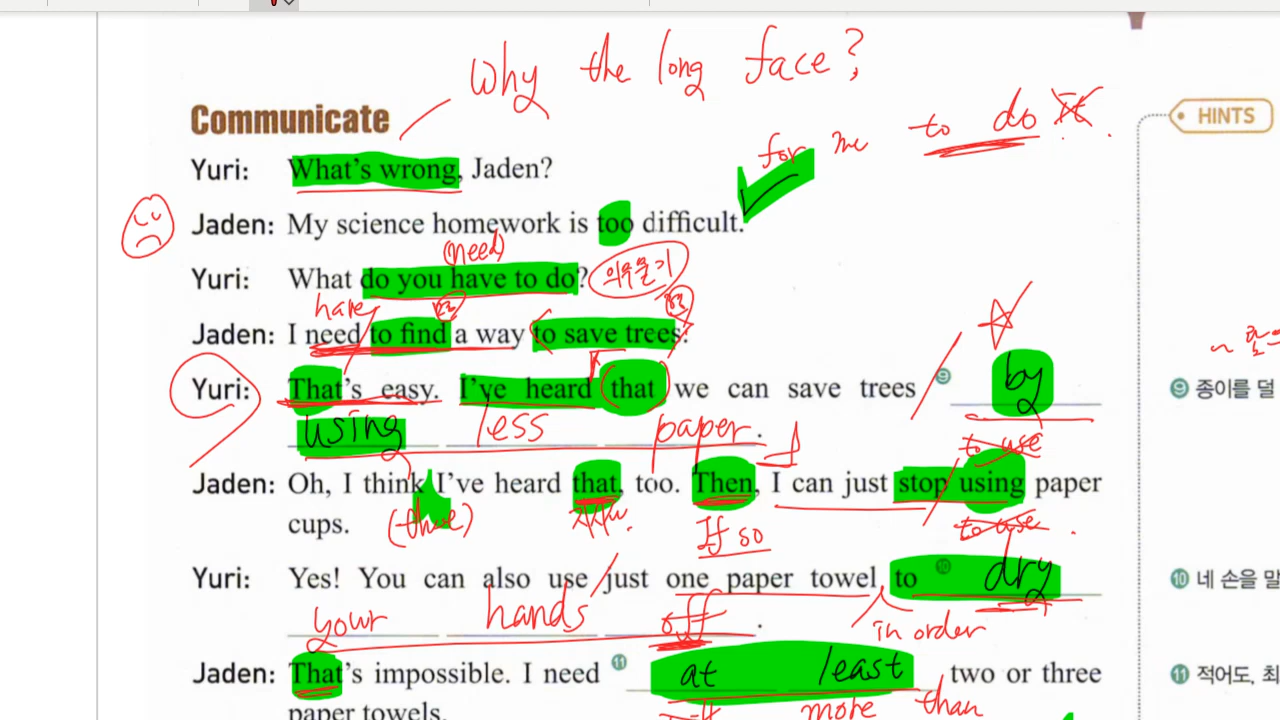 Why the long face?
Communicate
HINTS
for me to do it.
Yuri: What's wrong, Jaden?
Jaden: My science homework is too difficult.
(need)
Yuri: What do you have to do?
have
Jaden: I need to find a way to save trees.
Yuri: That's easy. I've heard that we can save trees ⑨ by
⑨ 종이를 덜
using less paper.
to use
Jaden: Oh, I think I've heard that, too. Then, I can just stop using paper
(that)
If so
to use
cups.
Yuri: Yes! You can also use just one paper towel to ⑩ dry
⑩ 네 손을 말
your hands off.
in order
Jaden: That's impossible. I need ⑪ at least two or three
⑪ 적어도, 최
more than
paper towels.